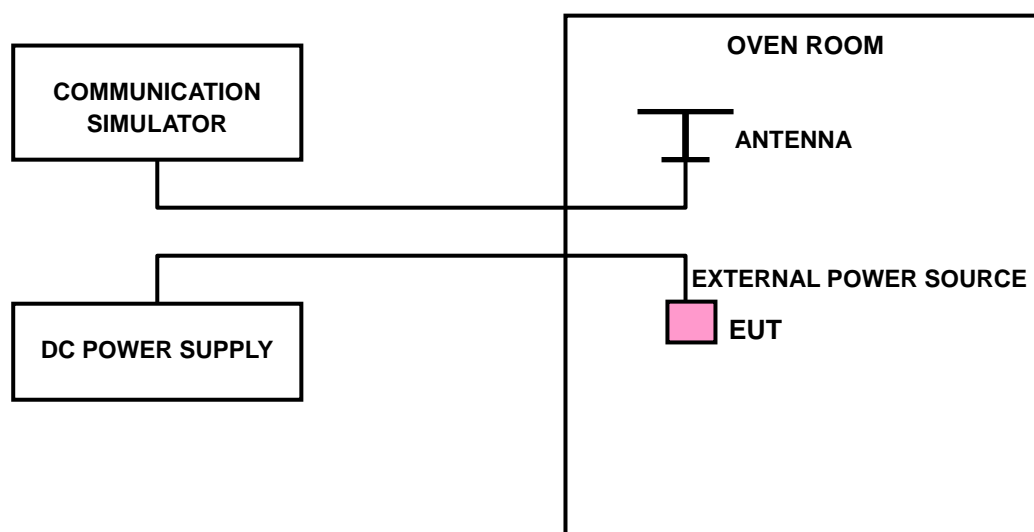 OVEN ROOM
COMMUNICATION
SIMULATOR
ANTENNA
EXTERNAL POWER SOURCE
EUT
DC POWER SUPPLY